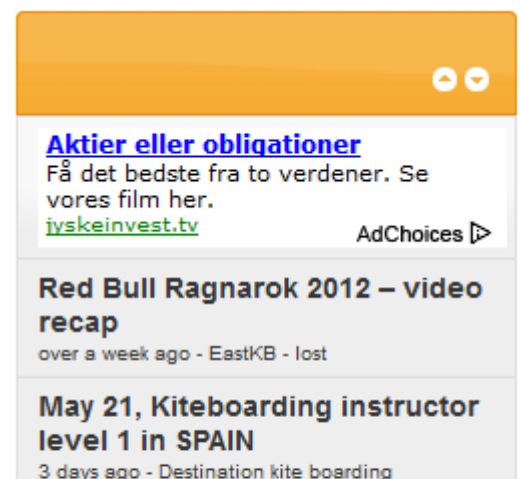 Aktier eller obligationer
Få det bedste fra to verdener. Se
vores film her.
jyskeinvest.tv
AdChoices
Red Bull Ragnarok 2012 – video
recap
over a week ago - EastKB - lost
May 21, Kiteboarding instructor
level 1 in SPAIN
3 days ago - Destination kite boarding